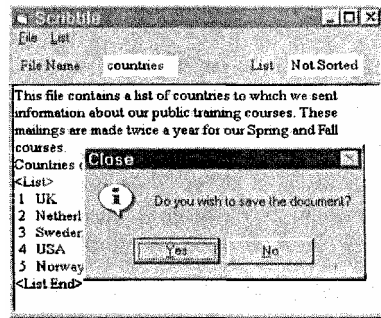 Scribble
File List
File Name countries List Not Sorted
This file contains a list of countries to which we sent
information about our public training courses. These
mailings are made twice a year for our Spring and Fall
courses.
Countries
Close
<List>
1 UK
Do you wish to save the document?
2 Netherl
3 Sweden
4 USA
Yes No
5 Norway
<List End>